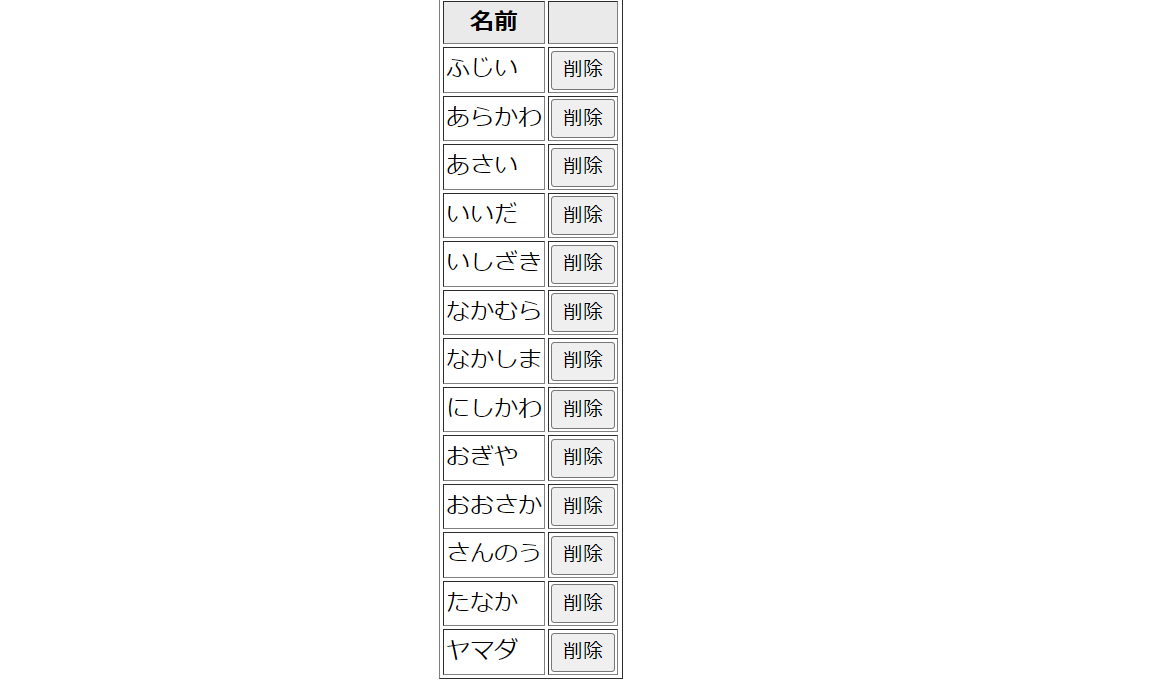 名前
ふじい 削除
あらかわ 削除
あさい 削除
いいだ 削除
いしざき 削除
なかむら 削除
なかしま 削除
にしかわ 削除
おぎや 削除
おおさか 削除
さんのう 削除
たなか 削除
ヤマダ 削除